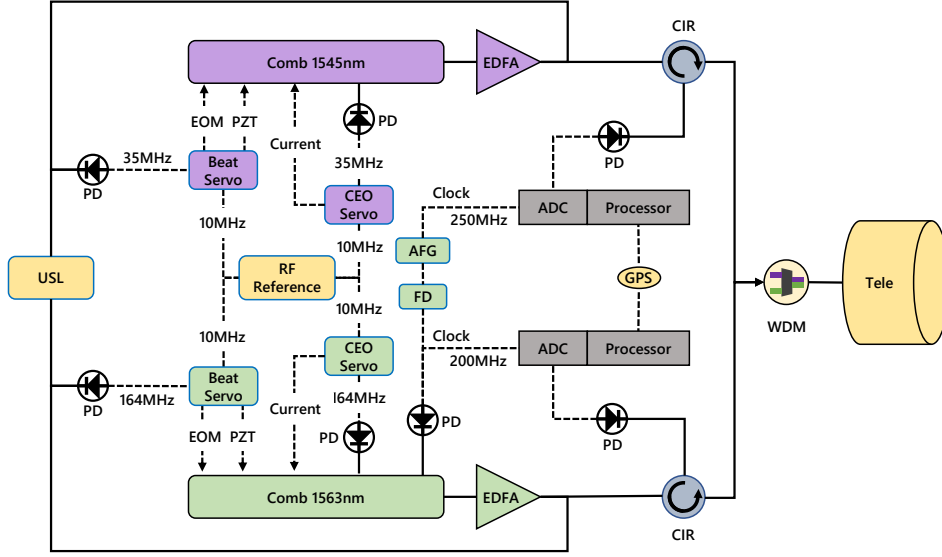 CIR
Comb 1545nm
EDFA
EOM
PZT
Current
PD
PD
35MHz
35MHz
Beat
Servo
PD
Clock
CEO
Servo
ADC
Processor
10MHz
250MHz
10MHz
AFG
USL
RF
Reference
GPS
Tele
FD
WDM
10MHz
10MHz
Clock
200MHz
ADC
Processor
CEO
Servo
Beat
Servo
164MHz
164MHz
PD
Current
PD
PD
EOM
PZT
PD
Comb 1563nm
EDFA
CIR